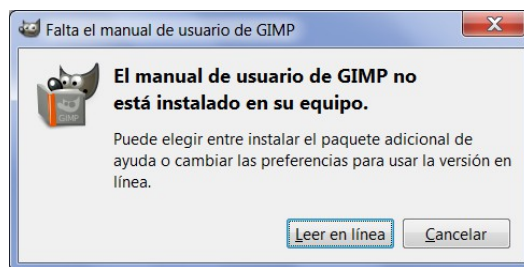 Falta el manual de usuario de GIMP
El manual de usuario de GIMP no
está instalado en su equipo.
GIMP
Puede elegir entre instalar el paquete adicional de
ayuda o cambiar las preferencias para usar la versión en
línea.
Leer en línea
Cancelar